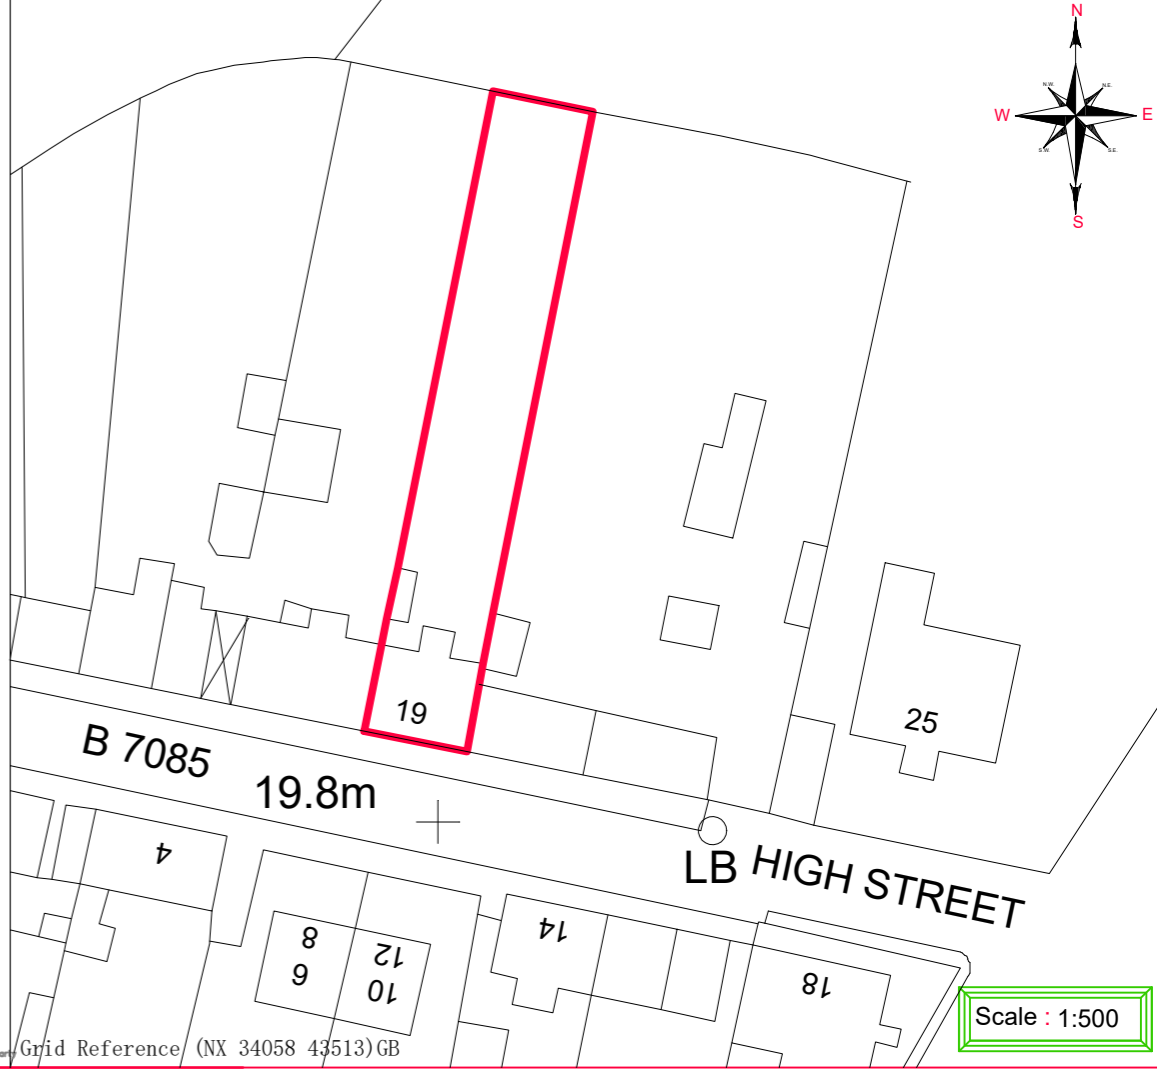 N
N.W.
N.E.
W
E
S.W.
S.E.
S
19
25
B 7085
19.8m
LB
HIGH STREET
4
8
6
12
10
14
18
Scale : 1:500
Grid Reference (NX 34058 43513)GB